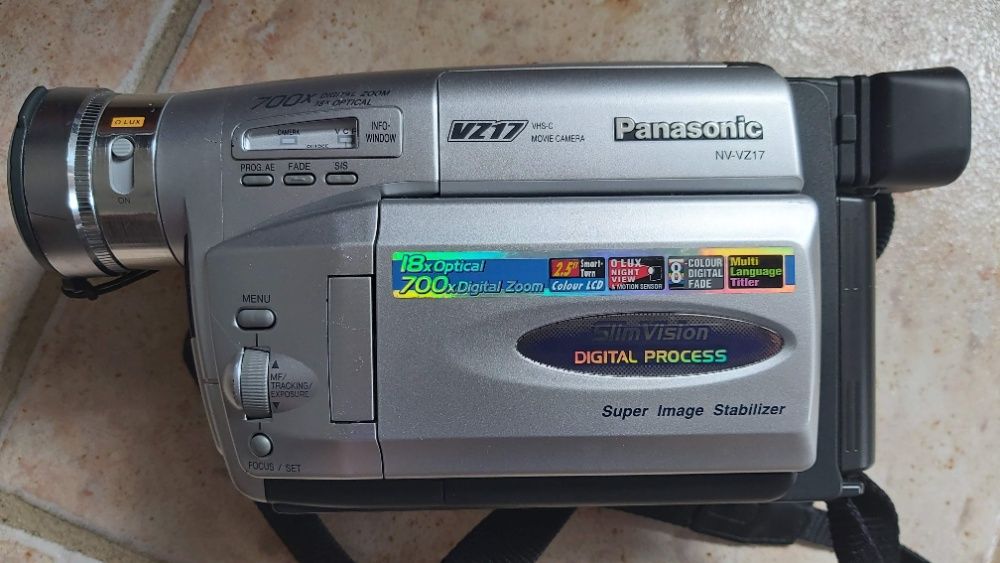 700x DIGITAL ZOOM
18x OPTICAL
0 LUX
ON
CAMERA
V C R
INFO-
WINDOW
PROG. AE
FADE
S/S
VZ17
VHS-C
MOVIE CAMERA
Panasonic
NV-VZ17
18x Optical
700x Digital Zoom
2.5" Smart-
Turn
Colour LCD
0 LUX
NIGHT
VIEW
& MOTION SENSOR
8-COLOUR
DIGITAL
FADE
Multi
Language
Titler
MENU
SlimVision
DIGITAL PROCESS
MF/
TRACKING/
EXPOSURE
Super Image Stabilizer
FOCUS / SET